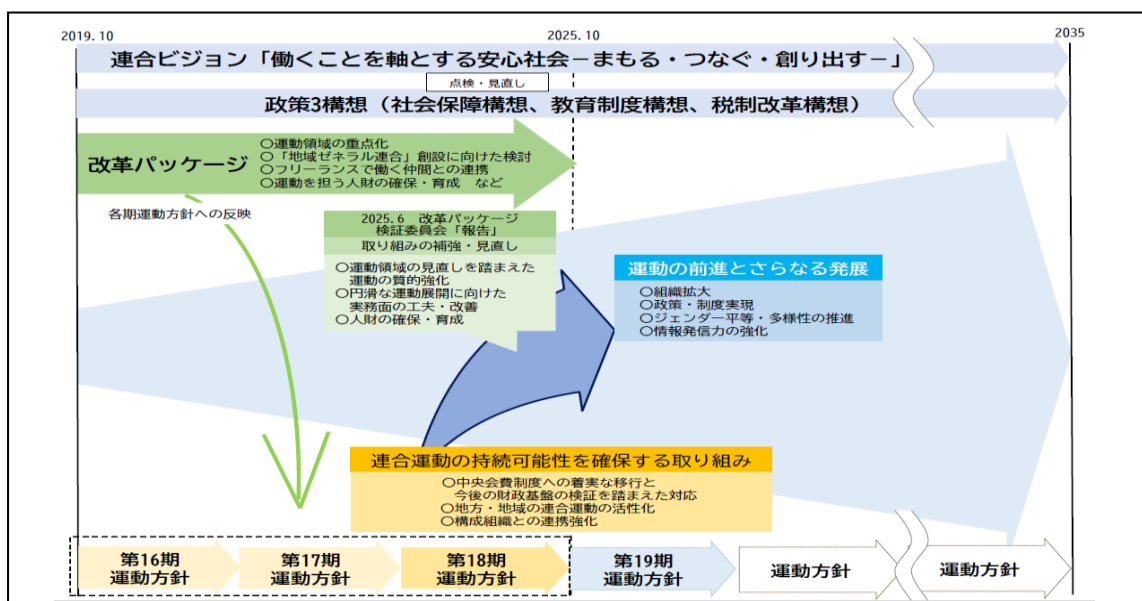 2019.10
2025.10
2035
連合ビジョン「働くことを軸とする安心社会－まもる・つなぐ・創り出す－」
点検・見直し
政策3構想（社会保障構想、教育制度構想、税制改革構想）
改革パッケージ
○運動領域の重点化
○「地域ゼネラル連合」創設に向けた検討
○フリーランスで働く仲間との連携
○運動を担う人財の確保・育成　など
各期運動方針への反映
2025.6　改革パッケージ
検証委員会「報告」
取り組みの補強・見直し
○運動領域の見直しを踏まえた
運動の質的強化
○円滑な運動展開に向けた
実務面の工夫・改善
○人財の確保・育成
運動の前進とさらなる発展
○組織拡大
○政策・制度実現
○ジェンダー平等・多様性の推進
○情報発信力の強化
連合運動の持続可能性を確保する取り組み
○中央会費制度への着実な移行と
今後の財政基盤の検証を踏まえた対応
○地方・地域の連合運動の活性化
○構成組織との連携強化
第16期
運動方針
第17期
運動方針
第18期
運動方針
第19期
運動方針
運動方針
運動方針